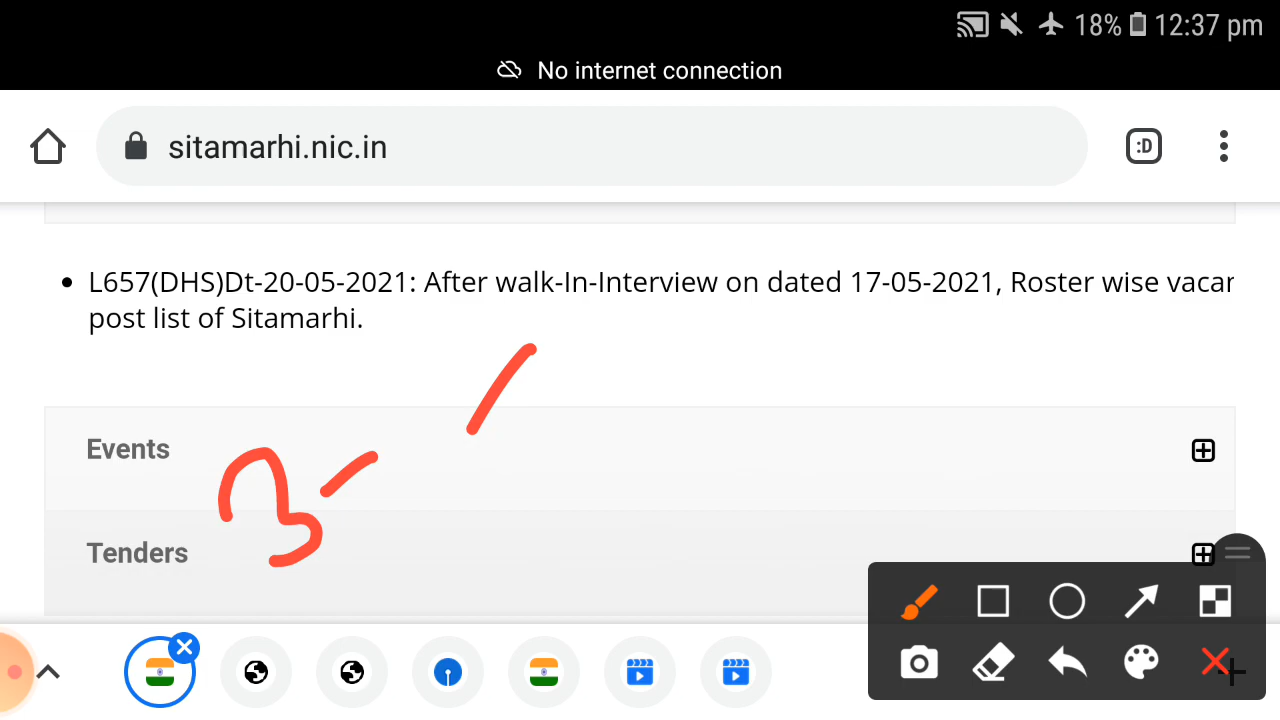 18% 12:37 pm
No internet connection
sitamarhi.nic.in :D
L657(DHS)Dt-20-05-2021: After walk-In-Interview on dated 17-05-2021, Roster wise vacar
post list of Sitamarhi.
Events
3
Tenders